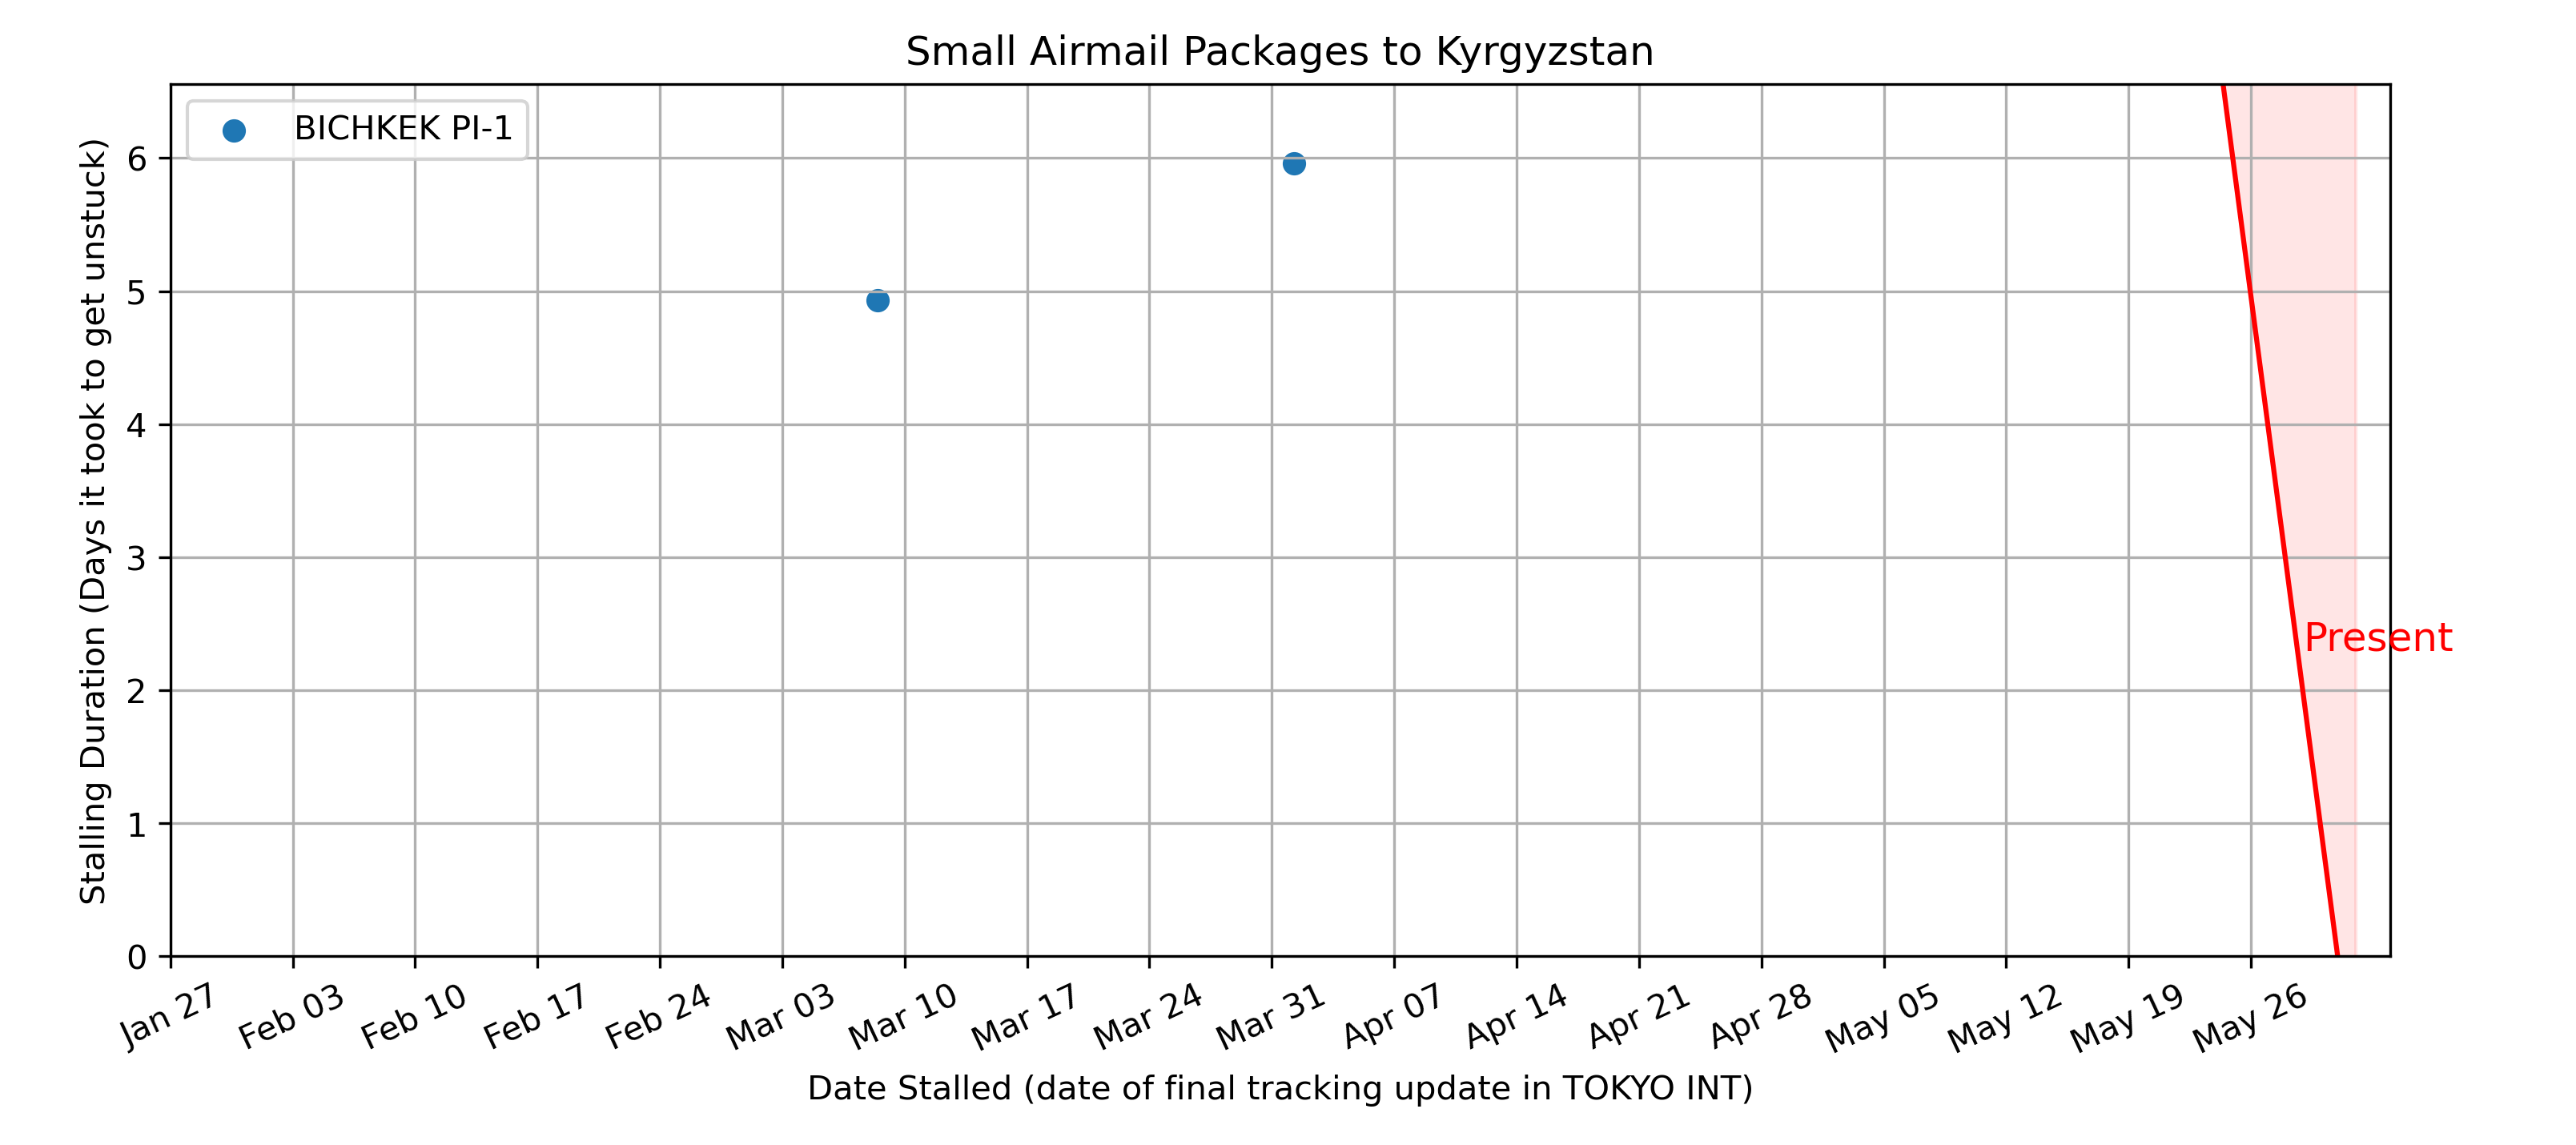 Small Airmail Packages to Kyrgyzstan
BICHKEK PI-1
Stalling Duration (Days it took to get unstuck)
6
5
4
3
2
1
0
Present
Jan 27
Feb 03
Feb 10
Feb 17
Feb 24
Mar 03
Mar 10
Mar 17
Mar 24
Mar 31
Apr 07
Apr 14
Apr 21
Apr 28
May 05
May 12
May 19
May 26
Date Stalled (date of final tracking update in TOKYO INT)